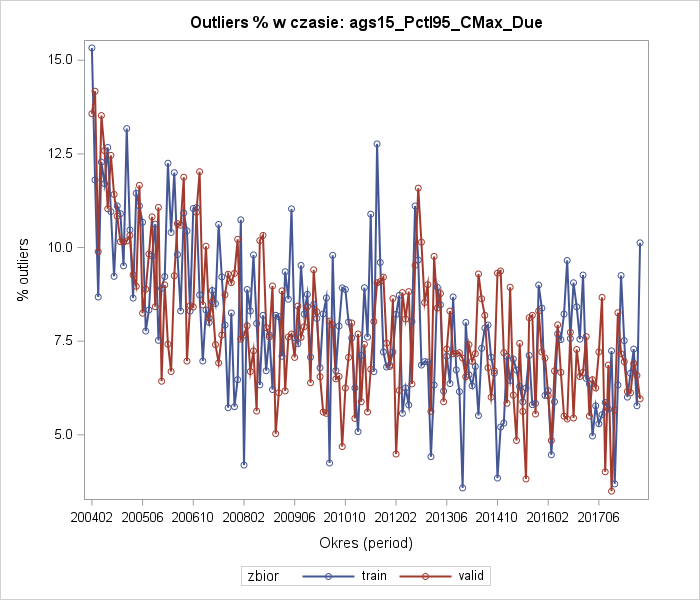 Outliers % w czasie: ags15_Pctl95_CMax_Due
% outliers
15.0
12.5
10.0
7.5
5.0
200402 200506 200610 200802 200906 201010 201202 201306 201410 201602 201706
Okres (period)
zbior train valid